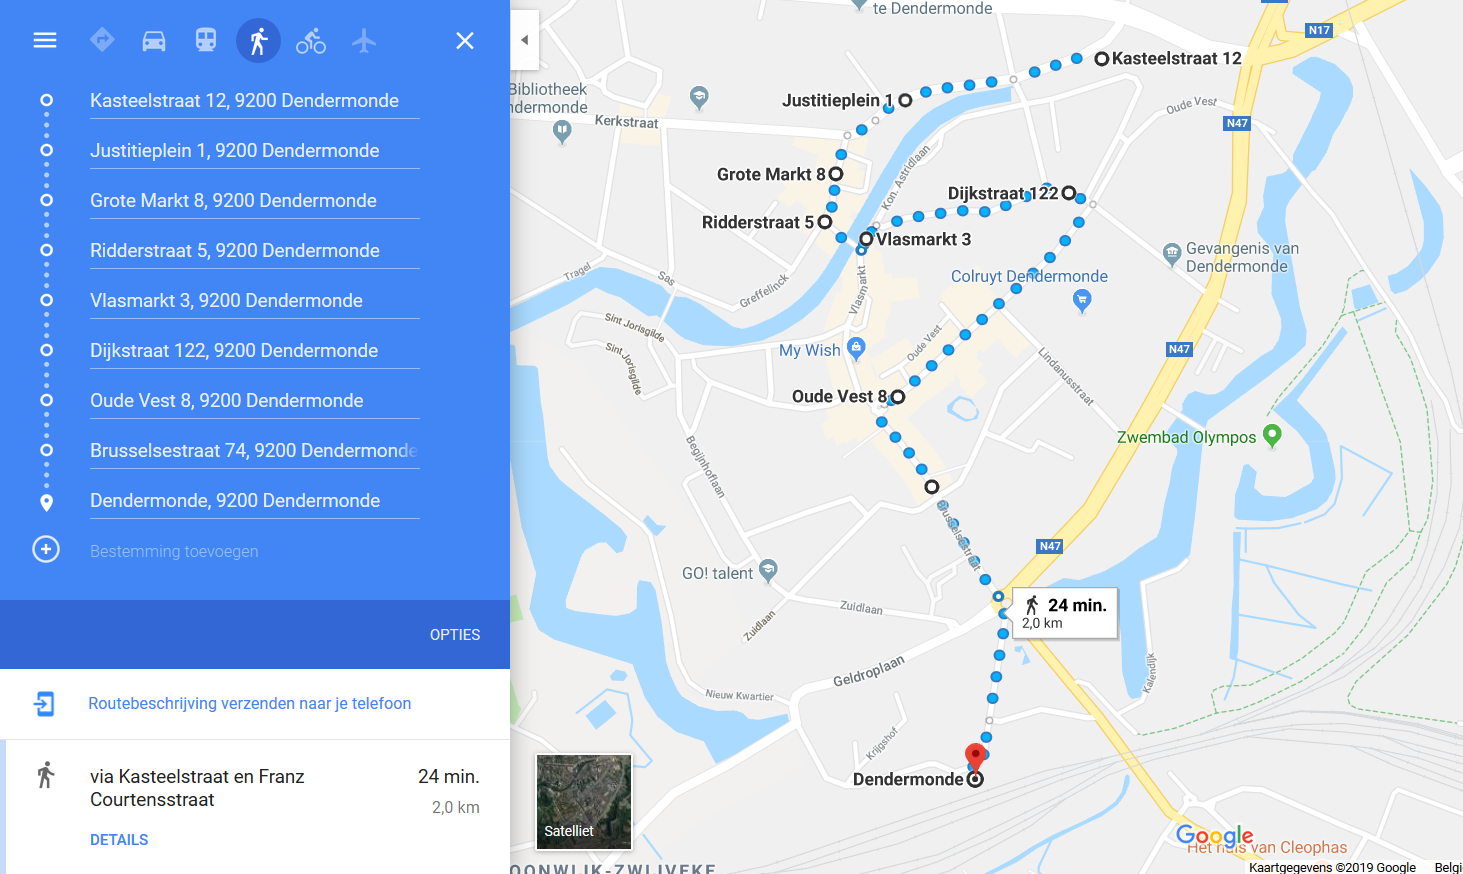 Kasteelstraat 12, 9200 Dendermonde
Justitieplein 1, 9200 Dendermonde
Grote Markt 8, 9200 Dendermonde
Ridderstraat 5, 9200 Dendermonde
Vlasmarkt 3, 9200 Dendermonde
Dijkstraat 122, 9200 Dendermonde
Oude Vest 8, 9200 Dendermonde
Brusselsestraat 74, 9200 Dendermonde
Dendermonde, 9200 Dendermonde
Bestemming toevoegen
OPTIES
Routebeschrijving verzenden naar je telefoon
via Kasteelstraat en Franz
Courtensstraat
24 min.
2,0 km
DETAILS
te Dendermonde
N17
Kasteelstraat 12
Bibliotheek
ndermonde
Justitieplein 1
Oude Vest
Kerkstraat
N47
Kon. Astridlaan
Grote Markt 8
Dijkstraat 122
Ridderstraat 5
Vlasmarkt 3
Gevangenis van
Dendermonde
Tragel
Sas
Greffelinck
Vlasmarkt
Colruyt Dendermonde
Sint Jorisgilde
Sint Jorisgilde
My Wish
Oude Vest
N47
Lindanusstraat
Oude Vest 8
Zwembad Olympos
Begijnhoflaan
Brusselsestraat
N47
GO! talent
24 min.
2,0 km
Zuidlaan
Zuidlaan
Geldroplaan
Kalendijk
Nieuw Kwartier
Krijgshof
Dendermonde
Satelliet
Google
Het huis van Cleophas
OONWIJK-ZWIJVEKE
Kaartgegevens ©2019 Google
Belgi